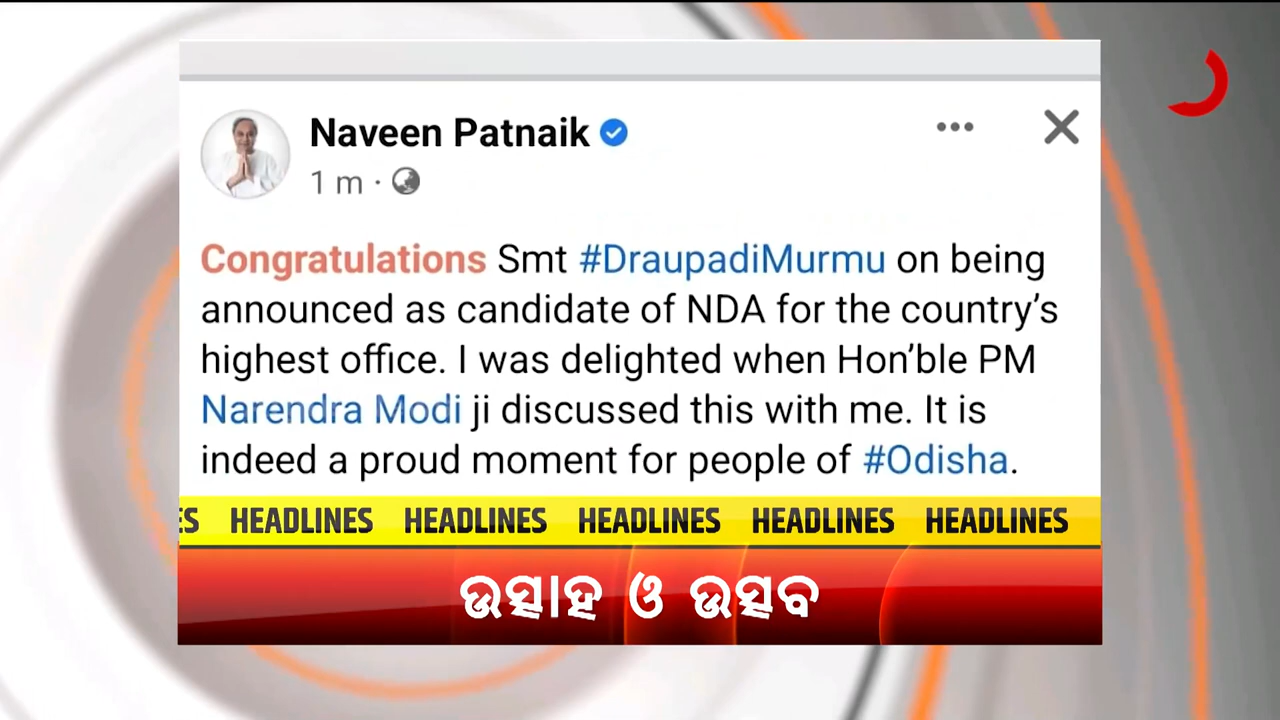 Naveen Patnaik
1 m ·
Congratulations Smt #DraupadiMurmu on being
announced as candidate of NDA for the country’s
highest office. I was delighted when Hon’ble PM
Narendra Modi ji discussed this with me. It is
indeed a proud moment for people of #Odisha.
ES HEADLINES HEADLINES HEADLINES HEADLINES HEADLINES
ଉତ୍ସାହ ଓ ଉତ୍ସବ